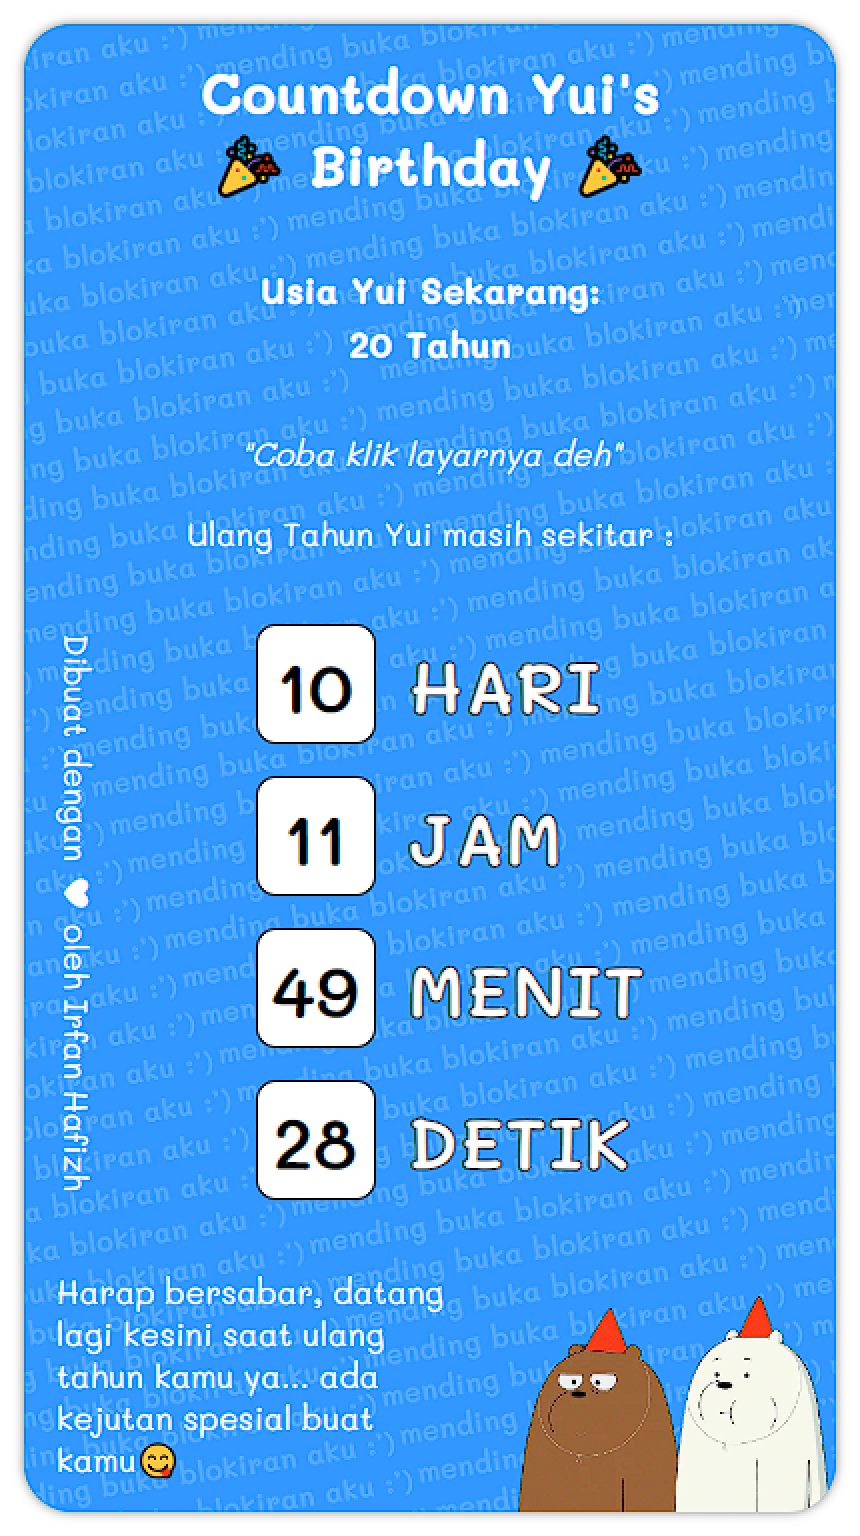 Countdown Yui's
🎉 Birthday 🎉
Usia Yui Sekarang:
20 Tahun
"Coba klik layarnya deh"
Ulang Tahun Yui masih sekitar :
10 HARI
11 JAM
49 MENIT
28 DETIK
Dibuat dengan ♥ oleh Irfan Hafizh
Harap bersabar, datang
lagi kesini saat ulang
tahun kamu ya... ada
kejutan spesial buat
kamu😋
mending buka blokiran aku :')